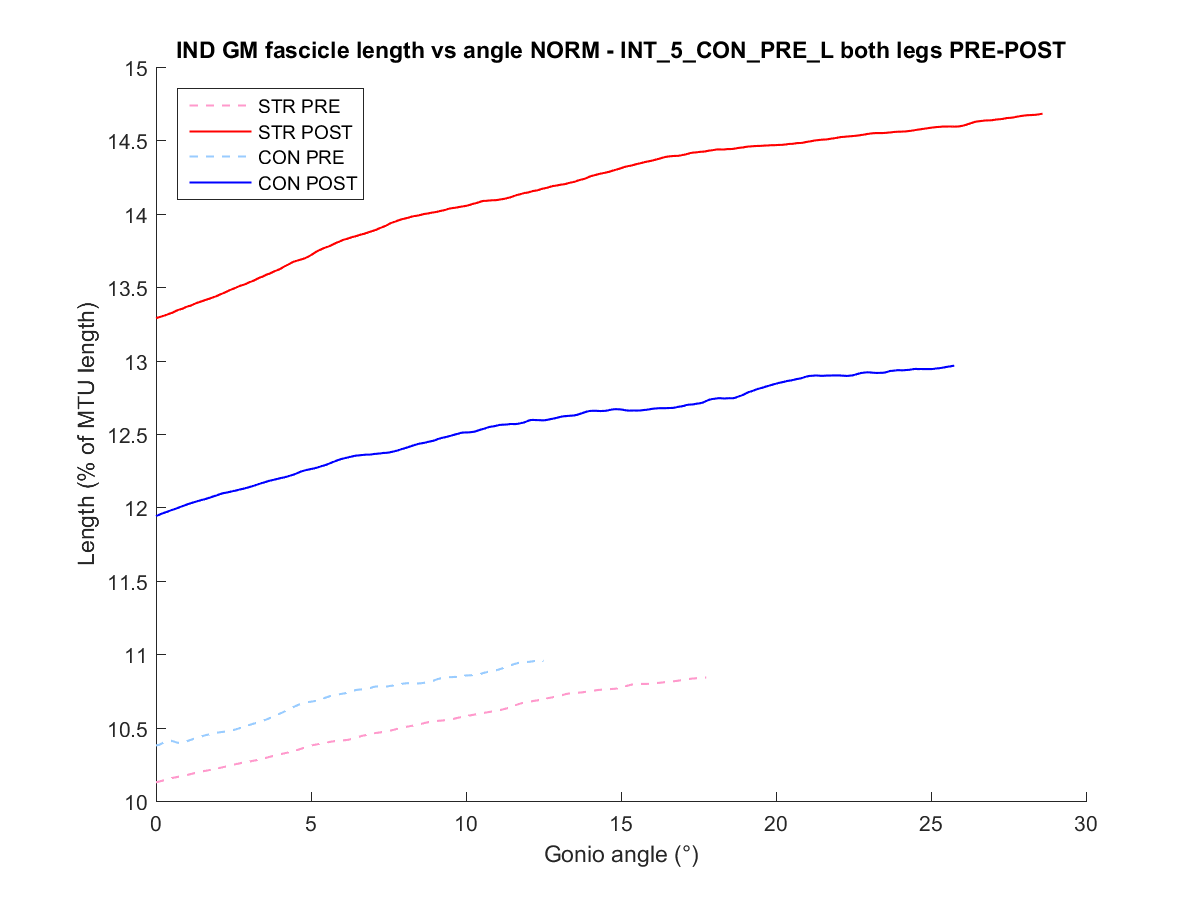 IND GM fascicle length vs angle NORM - INT_5_CON_PRE_L both legs PRE-POST
STR PRE
STR POST
CON PRE
CON POST
Length (% of MTU length)
15
14.5
14
13.5
13
12.5
12
11.5
11
10.5
10
0 5 10 15 20 25 30
Gonio angle (°)